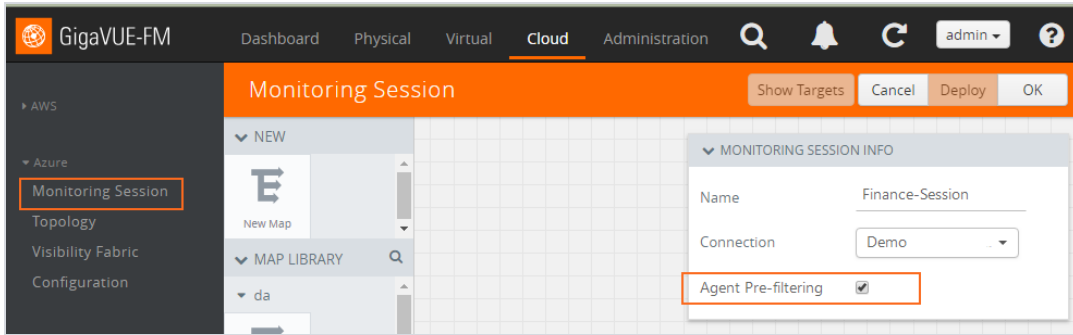 GigaVUE-FM
Dashboard Physical Virtual Cloud Administration admin ?
Monitoring Session Show Targets Cancel Deploy OK
AWS
Azure
Monitoring Session
Topology
Visibility Fabric
Configuration
NEW
New Map
MAP LIBRARY
da
MONITORING SESSION INFO
Name Finance-Session
Connection Demo
Agent Pre-filtering